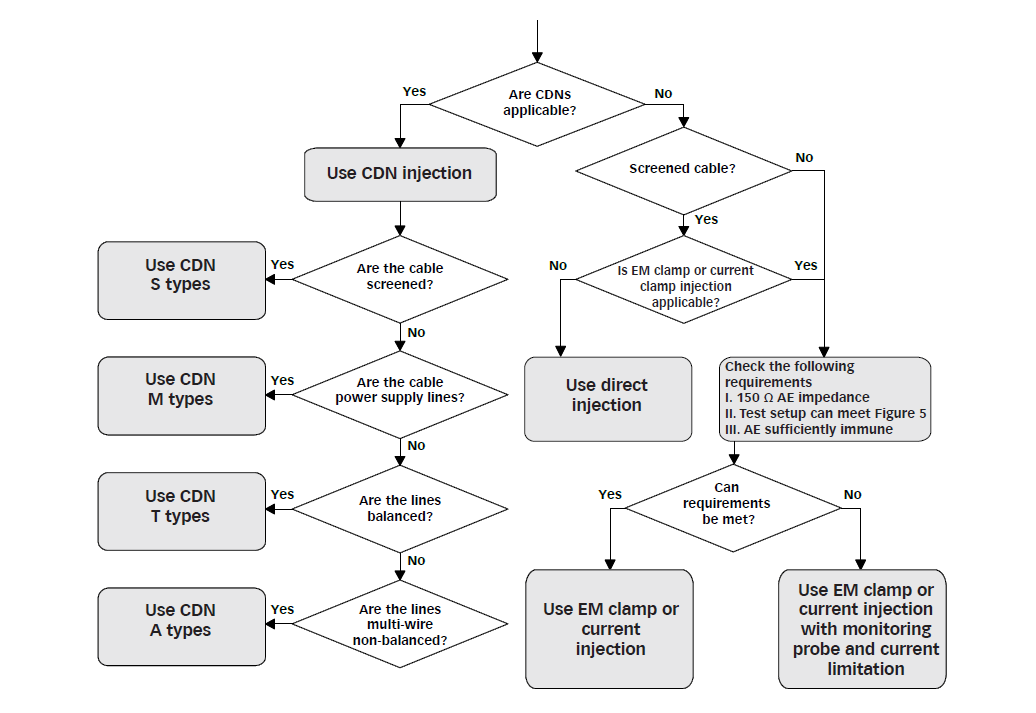 Are CDNs
applicable?
Yes
No
Use CDN injection
Screened cable?
No
Yes
Are the cable
screened?
Yes
Use CDN
S types
No
Is EM clamp or current
clamp injection
applicable?
No
Yes
Are the cable
power supply lines?
Yes
Use CDN
M types
No
Use direct
injection
Check the following
requirements
I. 150 Ω AE impedance
II. Test setup can meet Figure 5
III. AE sufficiently immune
Are the lines
balanced?
Yes
Use CDN
T types
No
Can
requirements
be met?
Yes
No
Are the lines
multi-wire
non-balanced?
Yes
Use CDN
A types
Use EM clamp or
current
injection
Use EM clamp or
current injection
with monitoring
probe and current
limitation